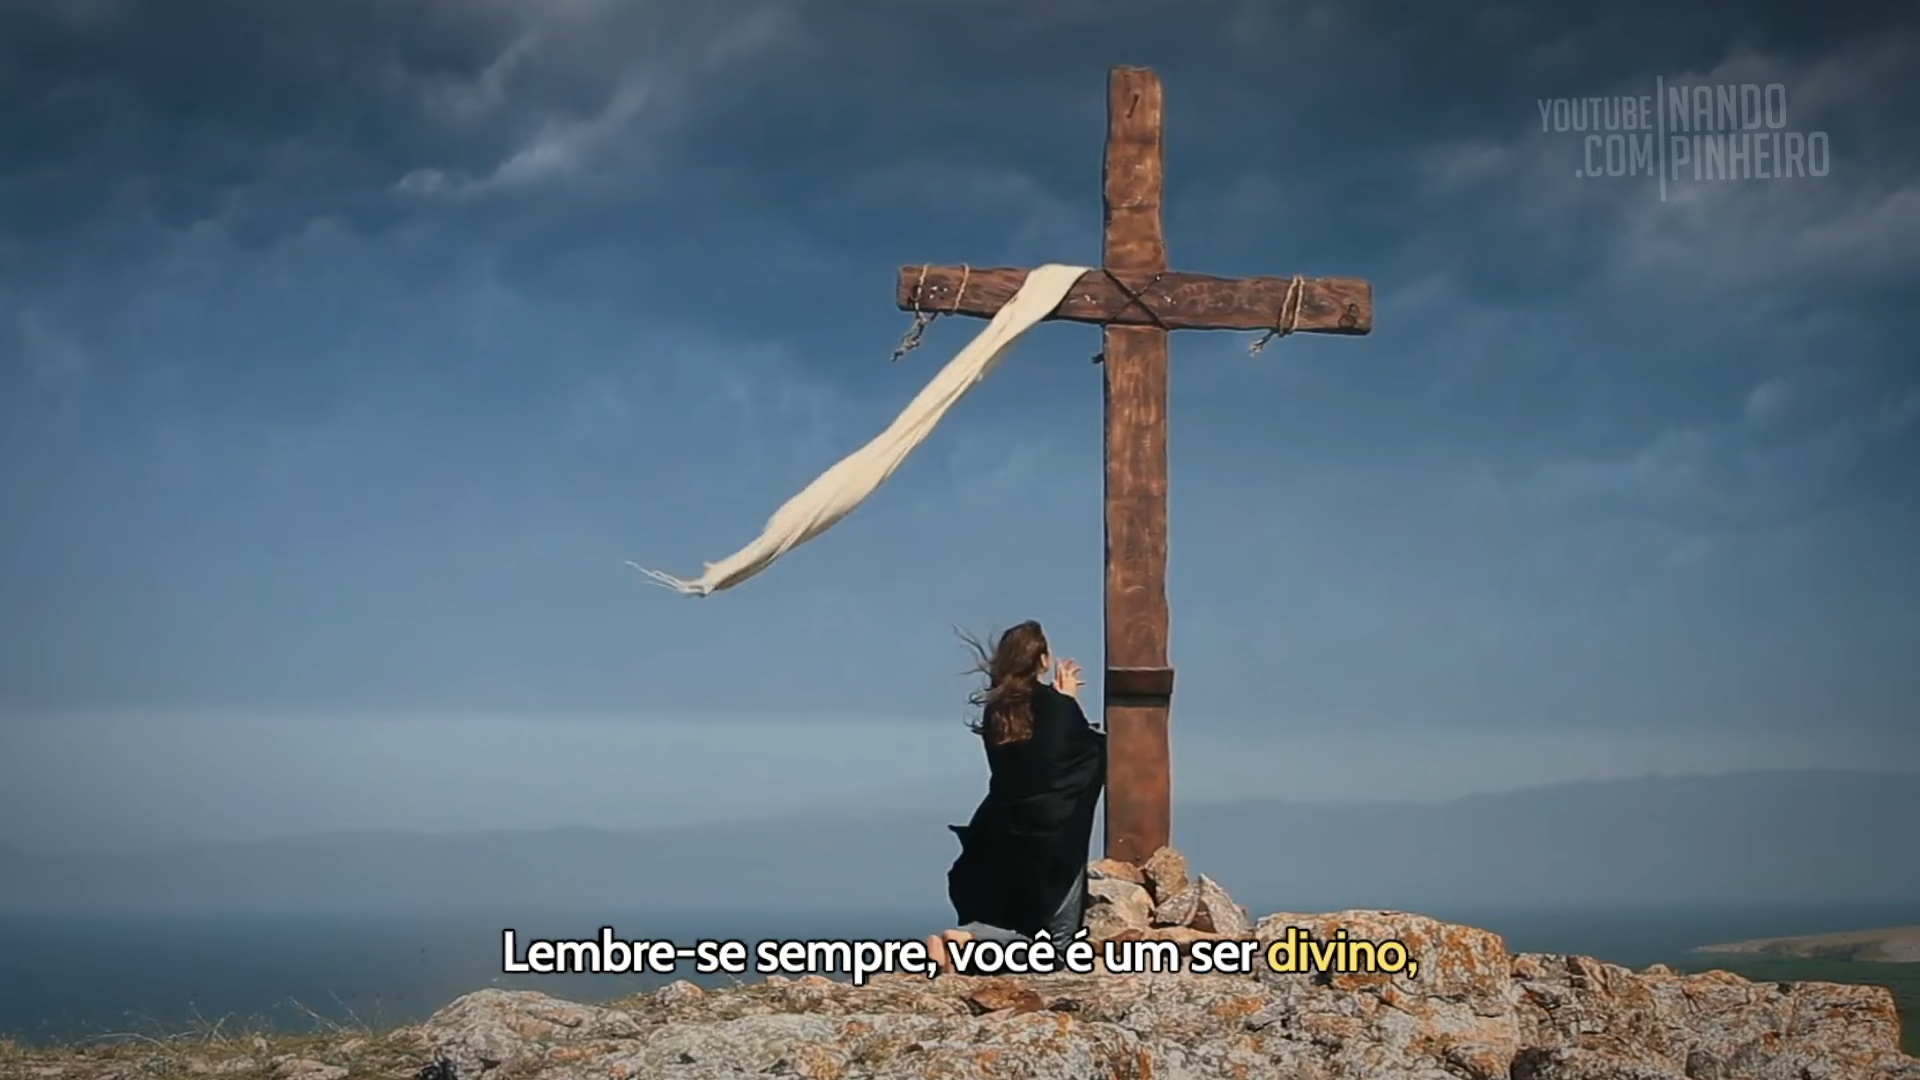 YOUTUBE
.COM
NANDO
PINHEIRO
Lembre-se sempre, você é um ser divino,